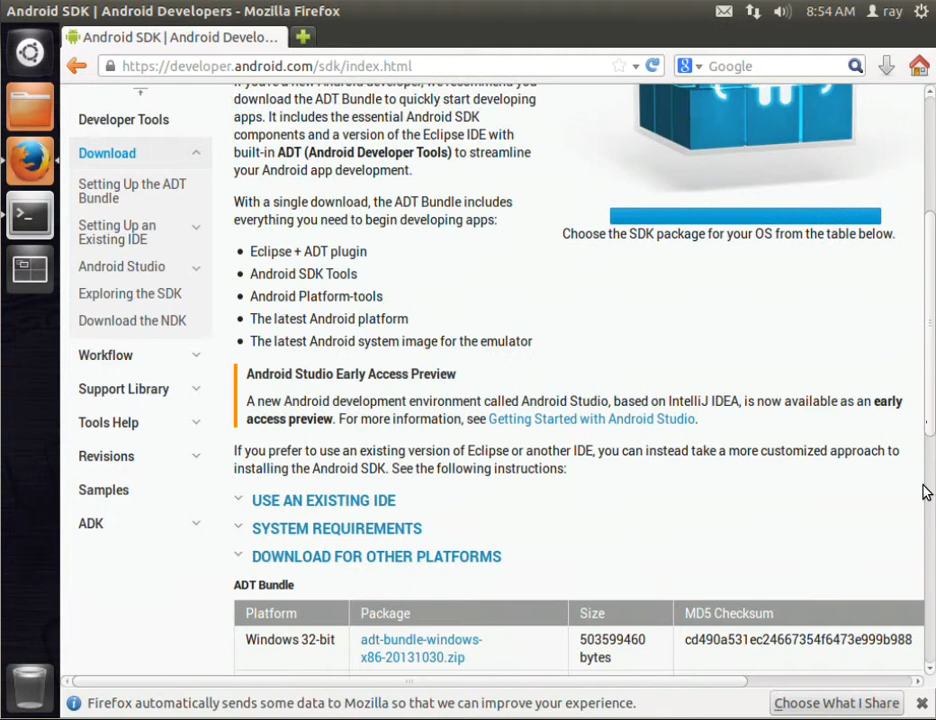 Android SDK | Android Developers - Mozilla Firefox
8:54 AM
ray
Android SDK | Android Develo...
https://developer.android.com/sdk/index.html
Google
download the ADT Bundle to quickly start developing
apps. It includes the essential Android SDK
components and a version of the Eclipse IDE with
built-in ADT (Android Developer Tools) to streamline
your Android app development.
With a single download, the ADT Bundle includes
everything you need to begin developing apps:
Eclipse + ADT plugin
Android SDK Tools
Android Platform-tools
The latest Android platform
The latest Android system image for the emulator
Choose the SDK package for your OS from the table below.
Developer Tools
Download
Setting Up the ADT
Bundle
Setting Up an
Existing IDE
Android Studio
Exploring the SDK
Download the NDK
Workflow
Support Library
Tools Help
Revisions
Samples
ADK
Android Studio Early Access Preview
A new Android development environment called Android Studio, based on IntelliJ IDEA, is now available as an early
access preview. For more information, see Getting Started with Android Studio.
If you prefer to use an existing version of Eclipse or another IDE, you can instead take a more customized approach to
installing the Android SDK. See the following instructions:
USE AN EXISTING IDE
SYSTEM REQUIREMENTS
DOWNLOAD FOR OTHER PLATFORMS
ADT Bundle
Platform Package Size MD5 Checksum
Windows 32-bit adt-bundle-windows- 503599460 cd490a531ec24667354f6473e999b988
x86-20131030.zip bytes
Firefox automatically sends some data to Mozilla so that we can improve your experience.
Choose What I Share